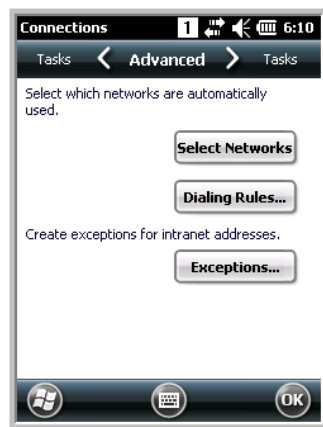 Connections 1 6:10
Tasks Advanced Tasks
Select which networks are automatically
used.
Select Networks
Dialing Rules...
Create exceptions for intranet addresses.
Exceptions...
OK